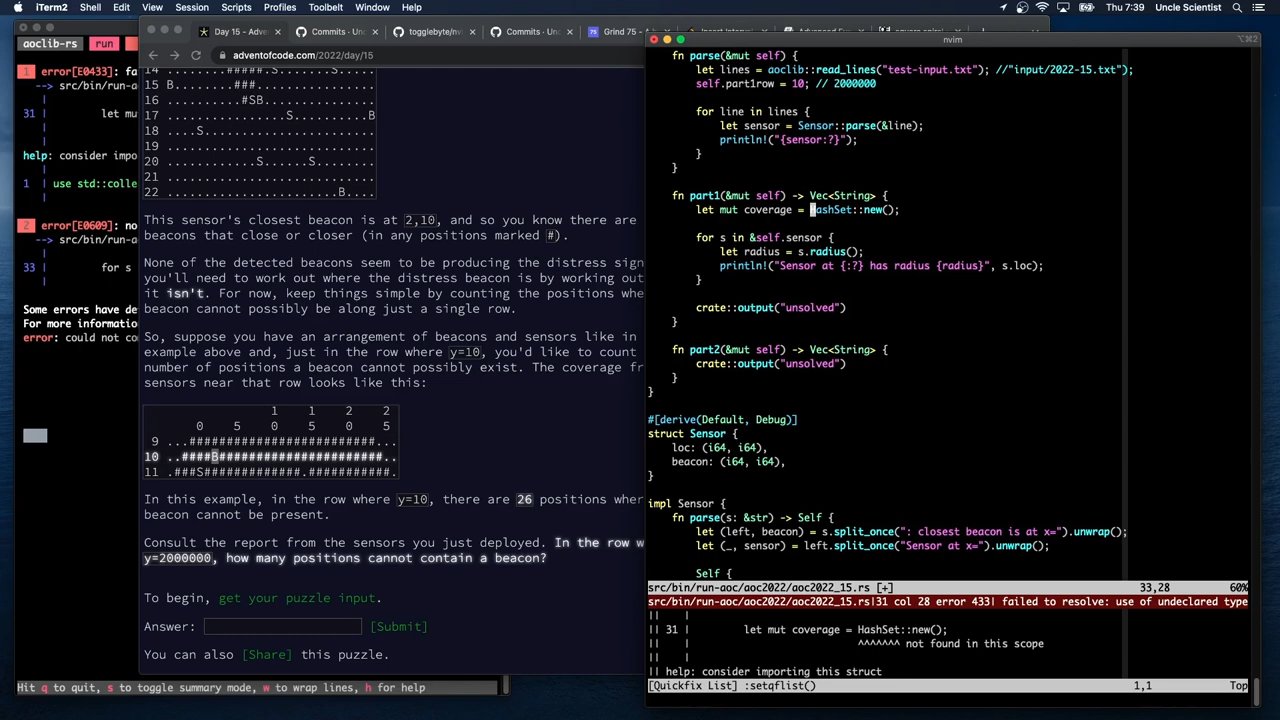 iTerm2 Shell Edit View Session Scripts Profiles Toolbelt Window Help
Tue 7:39 Uncle Scientist
Day 15 - Adve
Commits · Unc
togglebyte/nv
Commits · Unc
Grind 75 - 
adventofcode.com/2022/day/15
aoclib-rs run
1 error[E0433]: fa
--> src/bin/run-ao
31 | let mut
help: consider impo
1 | use std::colle
2 error[E0609]: no
--> src/bin/run-ao
33 | for s
Some errors have de
For more informatio
error: could not co
Hit q to quit, s to toggle summary mode, w to wrap lines, h for help
14 ........#####.S.......S......
15B........###...............
16 ..........#SB................
17 ................S..........B
18 ....S.......................
19 ............................
20 ............S......S........
21 ............................
22 .......................B....
This sensor's closest beacon is at 2,10, and so you know there are
beacons that close or closer (in any positions marked #).
None of the detected beacons seem to be producing the distress sign
you'll need to work out where the distress beacon is by working out
it isn't. For now, keep things simple by counting the positions whe
beacon cannot possibly be along just a single row.
So, suppose you have an arrangement of beacons and sensors like in
example above and, just in the row where y=10, you'd like to count
number of positions a beacon cannot possibly exist. The coverage fr
sensors near that row looks like this:
1 1 2 2
0 5 0 5 0 5
9 ...#########################...
10 ..####B######################..
11 .###S#############.###########.
In this example, in the row where y=10, there are 26 positions wher
beacon cannot be present.
Consult the report from the sensors you just deployed. In the row w
y=2000000, how many positions cannot contain a beacon?
To begin, get your puzzle input.
Answer: [Submit]
You can also [Share] this puzzle.
nvim
⌥⌘2
fn parse(&mut self) {
let lines = aoclib::read_lines("test-input.txt"); //"input/2022-15.txt");
self.part1row = 10; // 2000000
for line in lines {
let sensor = Sensor::parse(&line);
println!("{sensor:?}");
}
}
fn part1(&mut self) -> Vec<String> {
let mut coverage = HashSet::new();
for s in &self.sensor {
let radius = s.radius();
println!("Sensor at {:?} has radius {radius}", s.loc);
}
crate::output("unsolved")
}
fn part2(&mut self) -> Vec<String> {
crate::output("unsolved")
}
}
#[derive(Default, Debug)]
struct Sensor {
loc: (i64, i64),
beacon: (i64, i64),
}
impl Sensor {
fn parse(s: &str) -> Self {
let (left, beacon) = s.split_once(": closest beacon is at x=").unwrap();
let (_, sensor) = left.split_once("Sensor at x=").unwrap();
Self {
src/bin/run-aoc/aoc2022/aoc2022_15.rs [+] 33,28 60%
src/bin/run-aoc/aoc2022/aoc2022_15.rs|31 col 28 error 433| failed to resolve: use of undeclared type
|| |
|| 31 | let mut coverage = HashSet::new();
|| | ^^^^^^^ not found in this scope
|| |
|| help: consider importing this struct
[Quickfix List] :setqflist() 1,1 Top